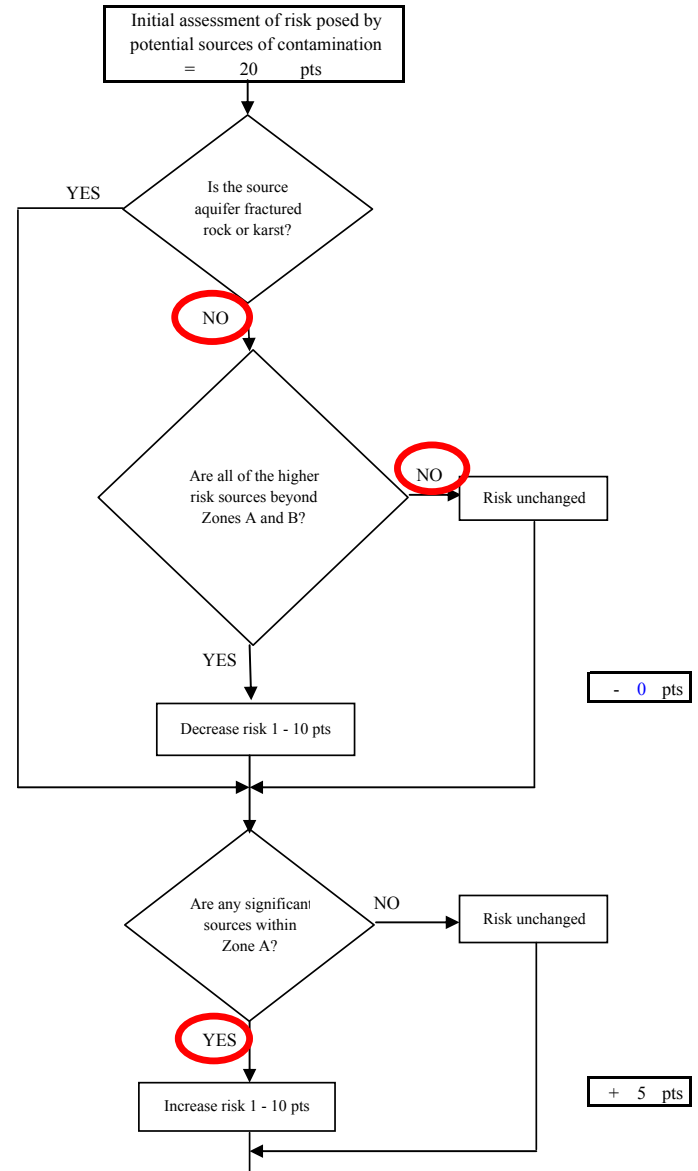 Initial assessment of risk posed by
potential sources of contamination
= 20 pts
YES
Is the source
aquifer fractured
rock or karst?
NO
Are all of the higher
risk sources beyond
Zones A and B?
NO
Risk unchanged
YES
- 0 pts
Decrease risk 1 - 10 pts
Are any significant
sources within
Zone A?
NO
Risk unchanged
YES
+ 5 pts
Increase risk 1 - 10 pts